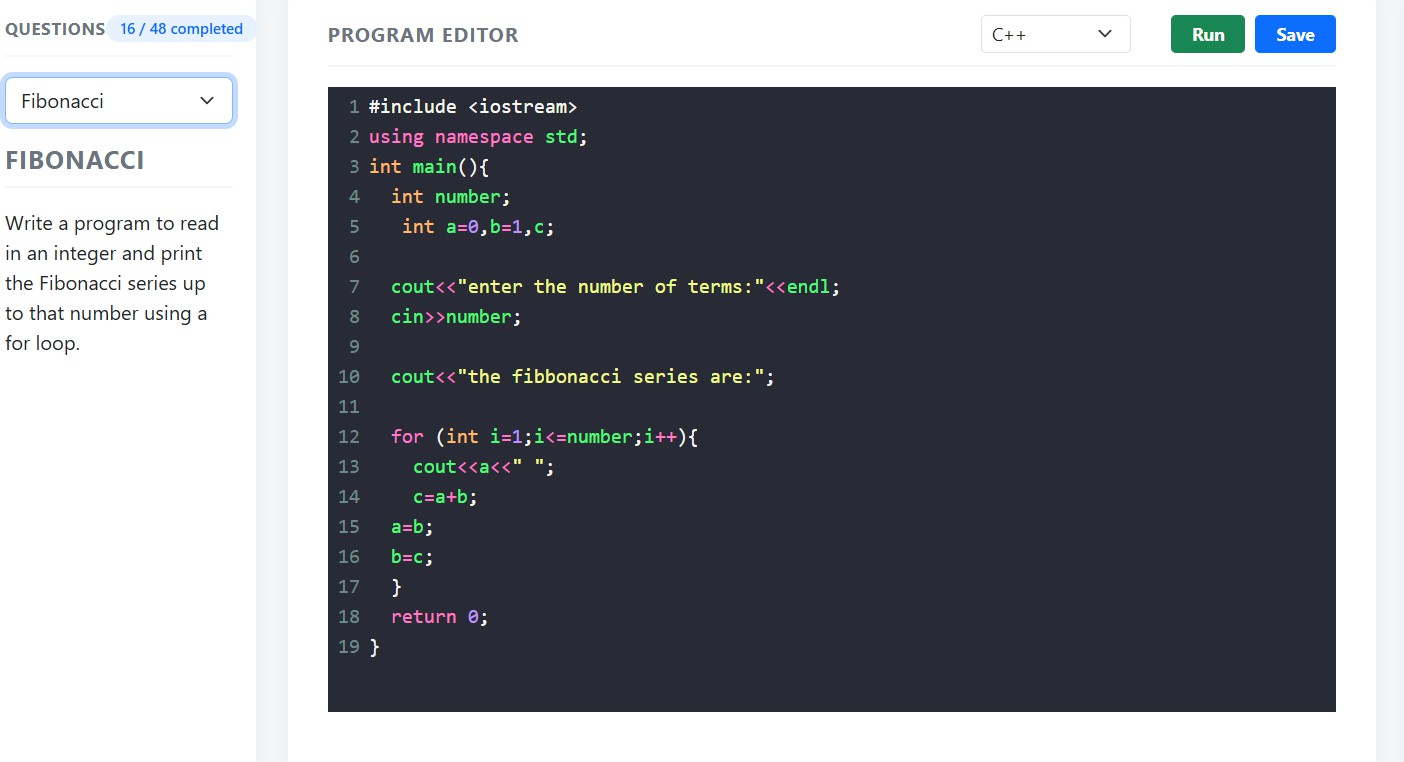 QUESTIONS 16 / 48 completed
Fibonacci
FIBONACCI
Write a program to read
in an integer and print
the Fibonacci series up
to that number using a
for loop.
PROGRAM EDITOR C++ Run Save
1 #include <iostream>
2 using namespace std;
3 int main(){
4   int number;
5    int a=0,b=1,c;
6
7   cout<<"enter the number of terms:"<<endl;
8   cin>>number;
9
10   cout<<"the fibbonacci series are:";
11
12   for (int i=1;i<=number;i++){
13     cout<<a<<" ";
14     c=a+b;
15   a=b;
16   b=c;
17   }
18   return 0;
19 }